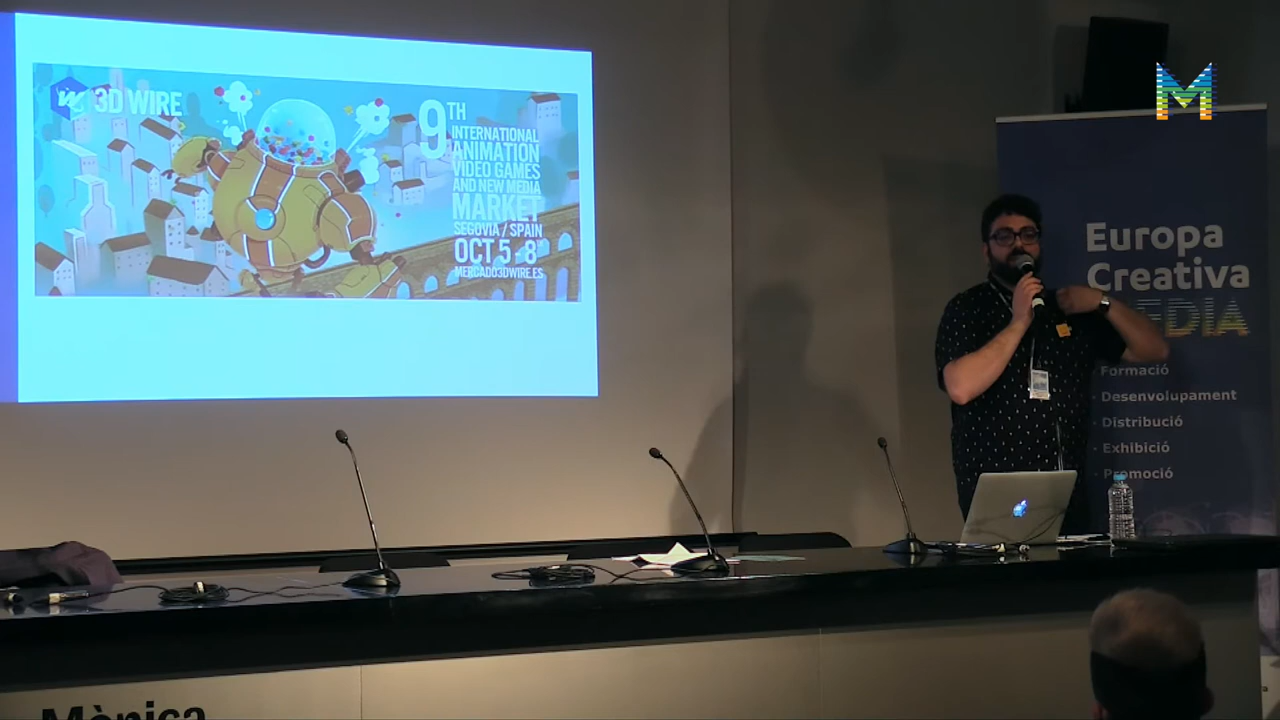 3D WIRE
9TH
INTERNATIONAL
ANIMATION
VIDEO GAMES
AND NEW MEDIA
MARKET
SEGOVIA / SPAIN
OCT 5 - 8
MERCADO3DWIRE.ES
M
Europa
Creativa
MEDIA
- Formació
- Desenvolupament
- Distribució
- Exhibició
- Promoció
Mònica